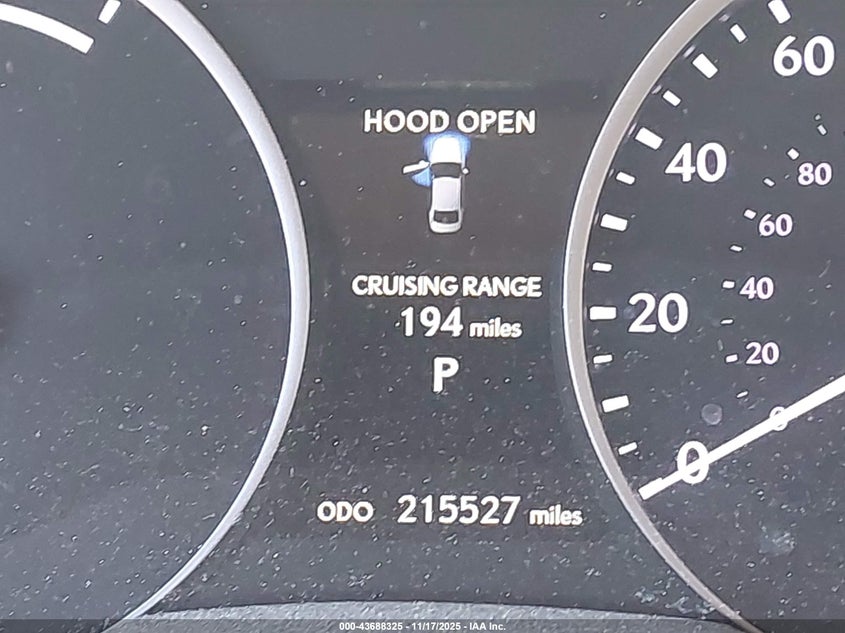 HOOD OPEN
CRUISING RANGE
194 miles
P
ODO 215527 miles
60
40
20
0
80
60
40
20
0
000-43688325 - 11/17/2025 - IAA Inc.